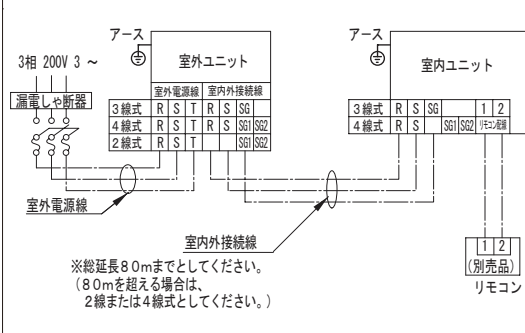 アース
室外ユニット
3相 200V 3 ~
漏電しゃ断器
室外電源線 室内外接続線
3線式 R S T R S SG
4線式 R S T R S SG1 SG2
2線式 R S T SG1 SG2
アース
室内ユニット
3線式 R S SG 1 2
4線式 R S SG1 SG2 リモコン配線
室外電源線
室内外接続線
※総延長80mまでとしてください。
(80mを超える場合は、
2線または4線式としてください。)
1 2
(別売品)
リモコン